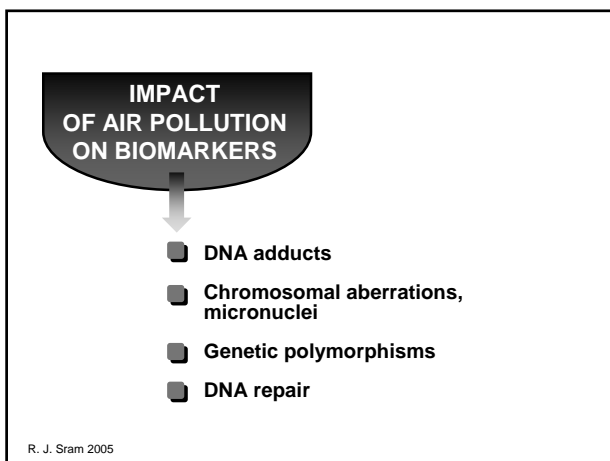 IMPACT
OF AIR POLLUTION
ON BIOMARKERS
DNA adducts
Chromosomal aberrations,
micronuclei
Genetic polymorphisms
DNA repair
R. J. Sram 2005